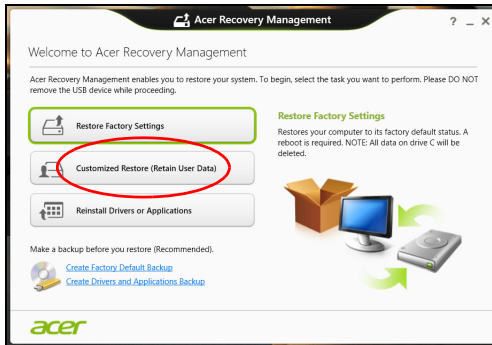 Acer Recovery Management
? _ X
Welcome to Acer Recovery Management
Acer Recovery Management enables you to restore your system. To begin, select the task you want to perform. Please DO NOT
remove the USB device while proceeding.
Restore Factory Settings
Customized Restore (Retain User Data)
Reinstall Drivers or Applications
Restore Factory Settings
Restores your computer to its factory default status. A
reboot is required. NOTE: All data on drive C will be
deleted.
Make a backup before you restore (Recommended).
Create Factory Default Backup
Create Drivers and Applications Backup
acer